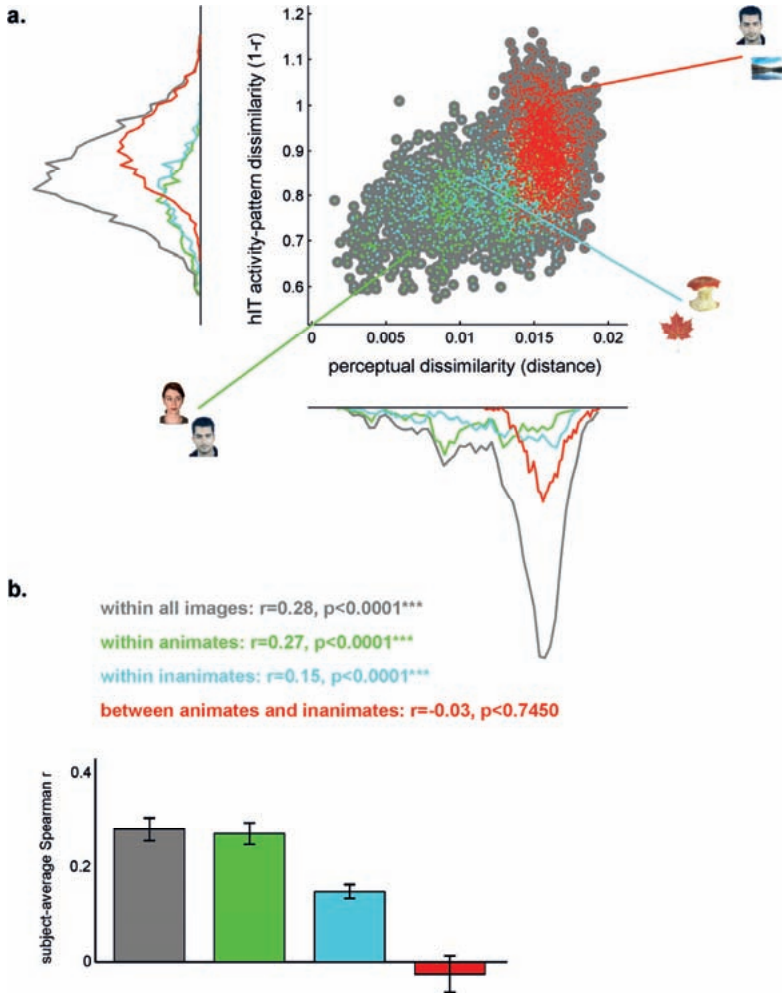 a.
hIT activity-pattern dissimilarity (1-r)
1.2
1.1
1
0.9
0.8
0.7
0.6
0
0.005
0.01
0.015
0.02
perceptual dissimilarity (distance)
b.
within all images: r=0.28, p<0.0001***
within animates: r=0.27, p<0.0001***
within inanimates: r=0.15, p<0.0001***
between animates and inanimates: r=-0.03, p<0.7450
subject-average Spearman r
0.4
0.2
0